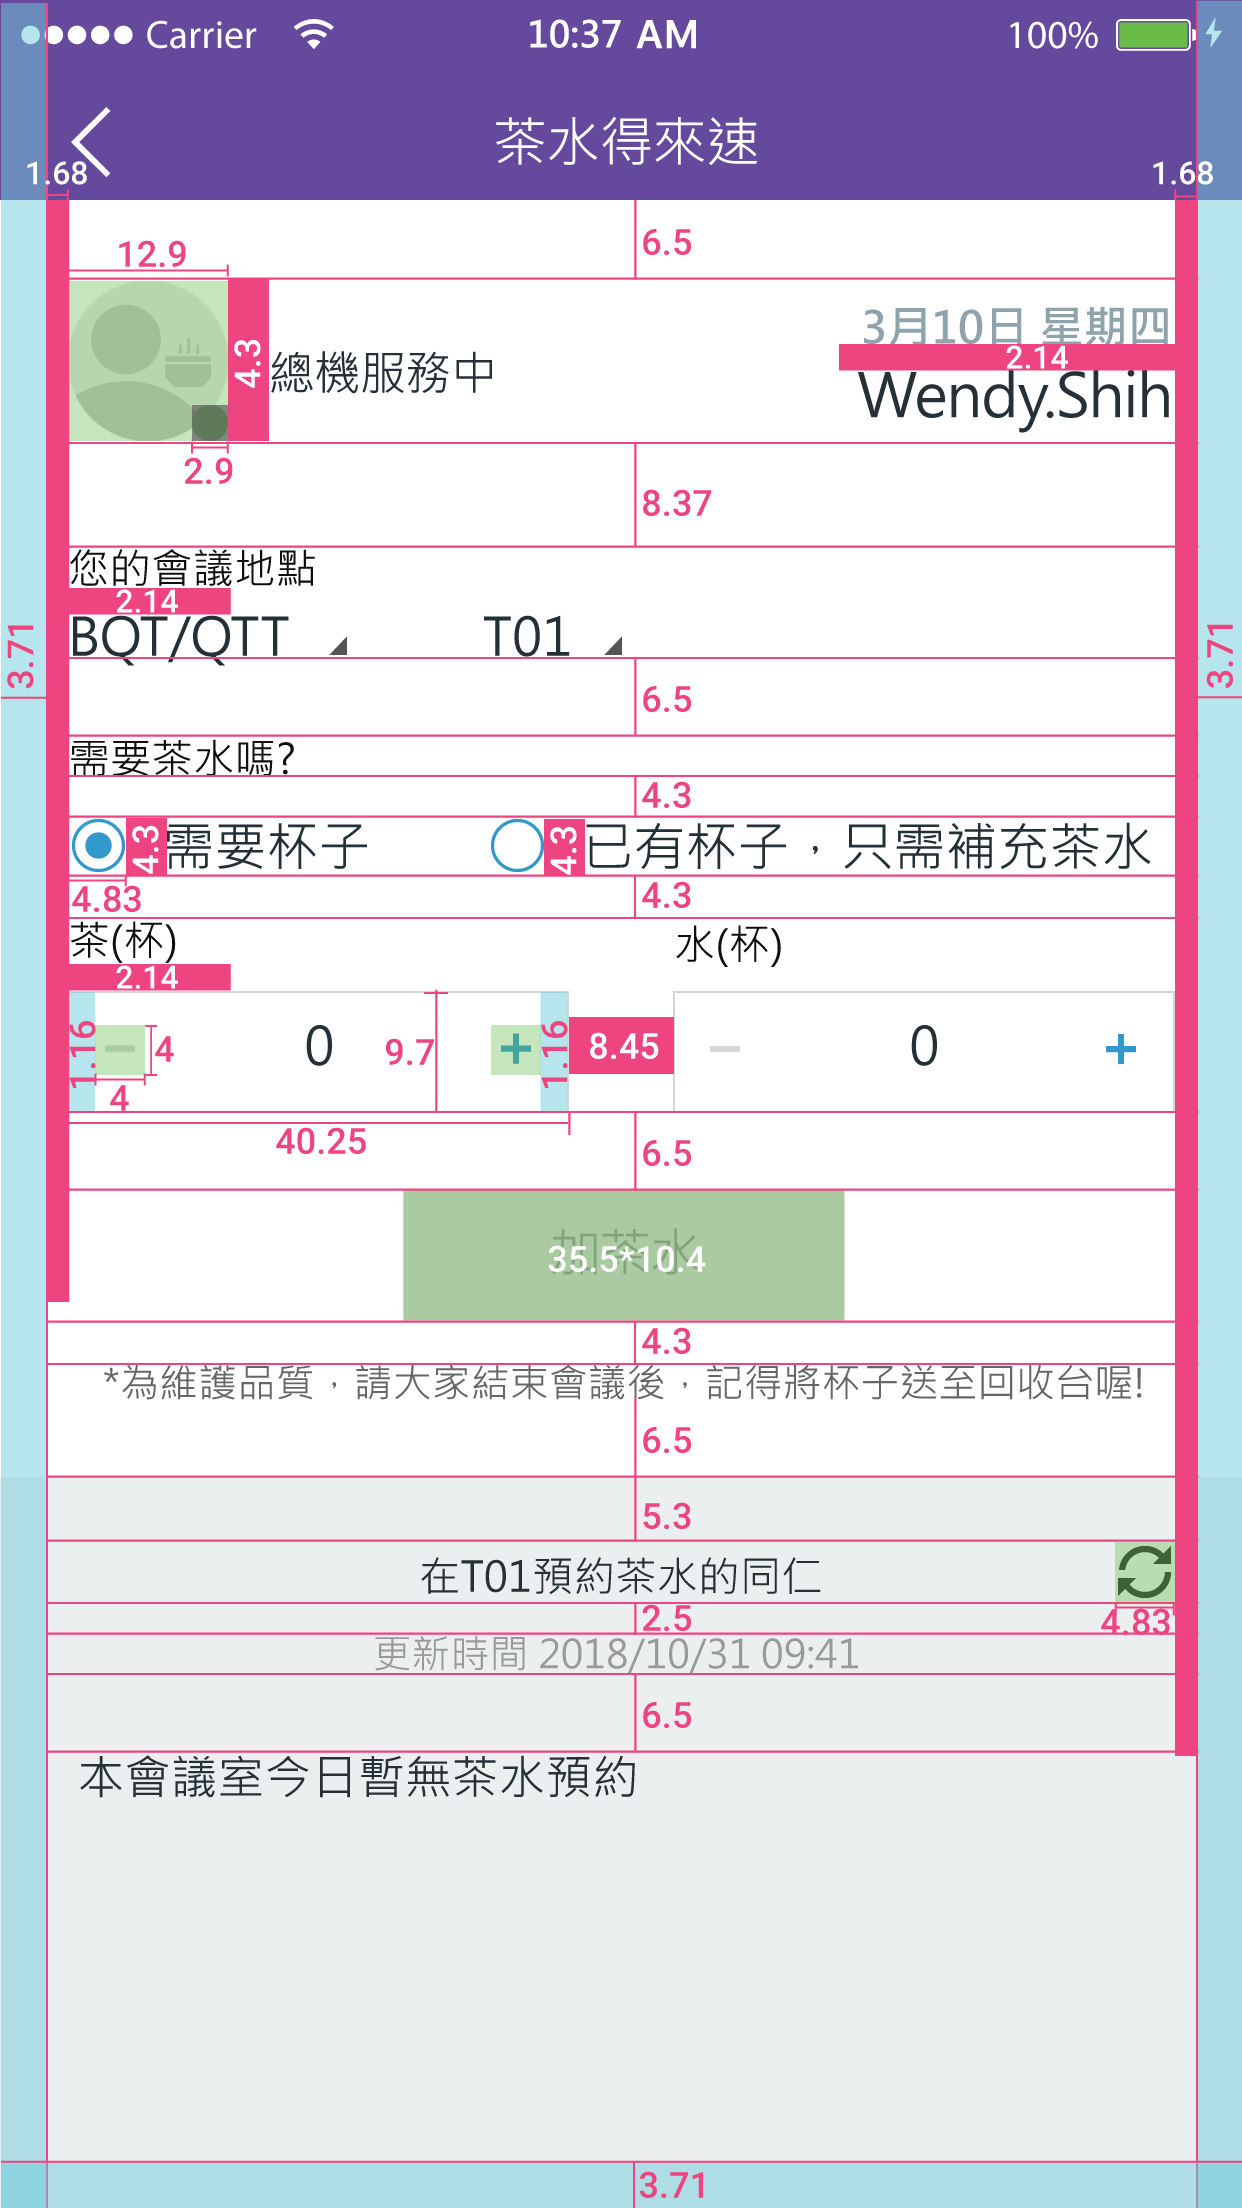 Carrier 10:37 AM 100%
茶水得來速
1.68 1.68
6.5
12.9
3月10日 星期四
4.3 總機服務中
2.14
Wendy.Shih
2.9
8.37
您的會議地點
2.14
BQT/QTT T01
3.71 3.71
6.5
需要茶水嗎?
4.3
4.3 需要杯子 4.3 已有杯子，只需補充茶水
4.83 4.3
茶(杯) 水(杯)
2.14
1.16 4 0 9.7 1.16 8.45 0
4
40.25 6.5
加茶水
35.5*10.4
4.3
*為維護品質，請大家結束會議後，記得將杯子送至回收台喔!
6.5
5.3
在T01預約茶水的同仁
2.5 4.83
更新時間 2018/10/31 09:41
6.5
本會議室今日暫無茶水預約
3.71